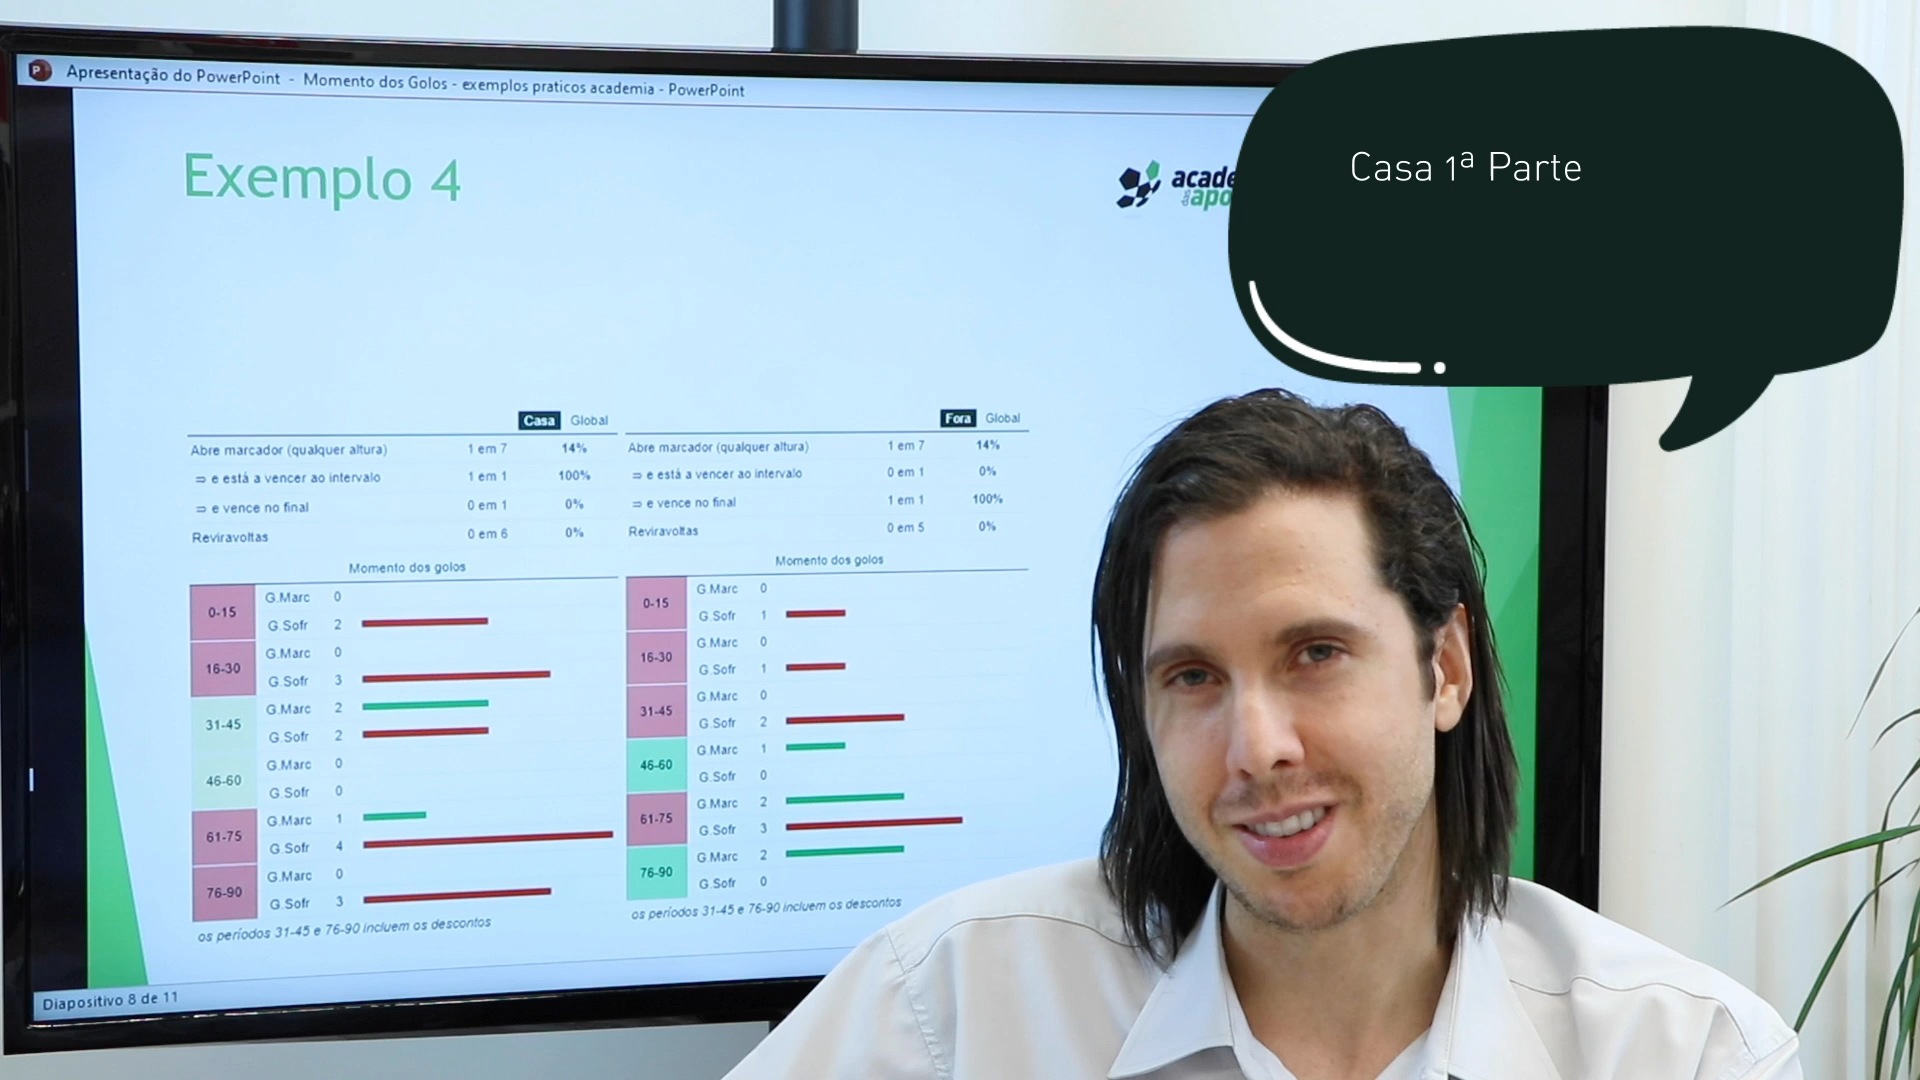 Apresentação do PowerPoint - Momento dos Golos - exemplos praticos academia - PowerPoint
Exemplo 4
Casa 1ª Parte
Casa Global
Abre marcador (qualquer altura) 1 em 7 14%
⇒ e está a vencer ao intervalo 1 em 1 100%
⇒ e vence no final 0 em 1 0%
Reviravoltas 0 em 6 0%
Momento dos golos
0-15 G.Marc 0
G.Sofr 2
16-30 G.Marc 0
G.Sofr 3
31-45 G.Marc 2
G.Sofr 2
46-60 G.Marc 0
G.Sofr 0
61-75 G.Marc 1
G.Sofr 4
76-90 G.Marc 0
G.Sofr 3
os períodos 31-45 e 76-90 incluem os descontos
Fora Global
Abre marcador (qualquer altura) 1 em 7 14%
⇒ e está a vencer ao intervalo 0 em 1 0%
⇒ e vence no final 1 em 1 100%
Reviravoltas 0 em 5 0%
Momento dos golos
0-15 G.Marc 0
G.Sofr 1
16-30 G.Marc 0
G.Sofr 1
31-45 G.Marc 0
G.Sofr 2
46-60 G.Marc 1
G.Sofr 0
61-75 G.Marc 2
G.Sofr 3
76-90 G.Marc 2
G.Sofr 0
os períodos 31-45 e 76-90 incluem os descontos
Diapositivo 8 de 11